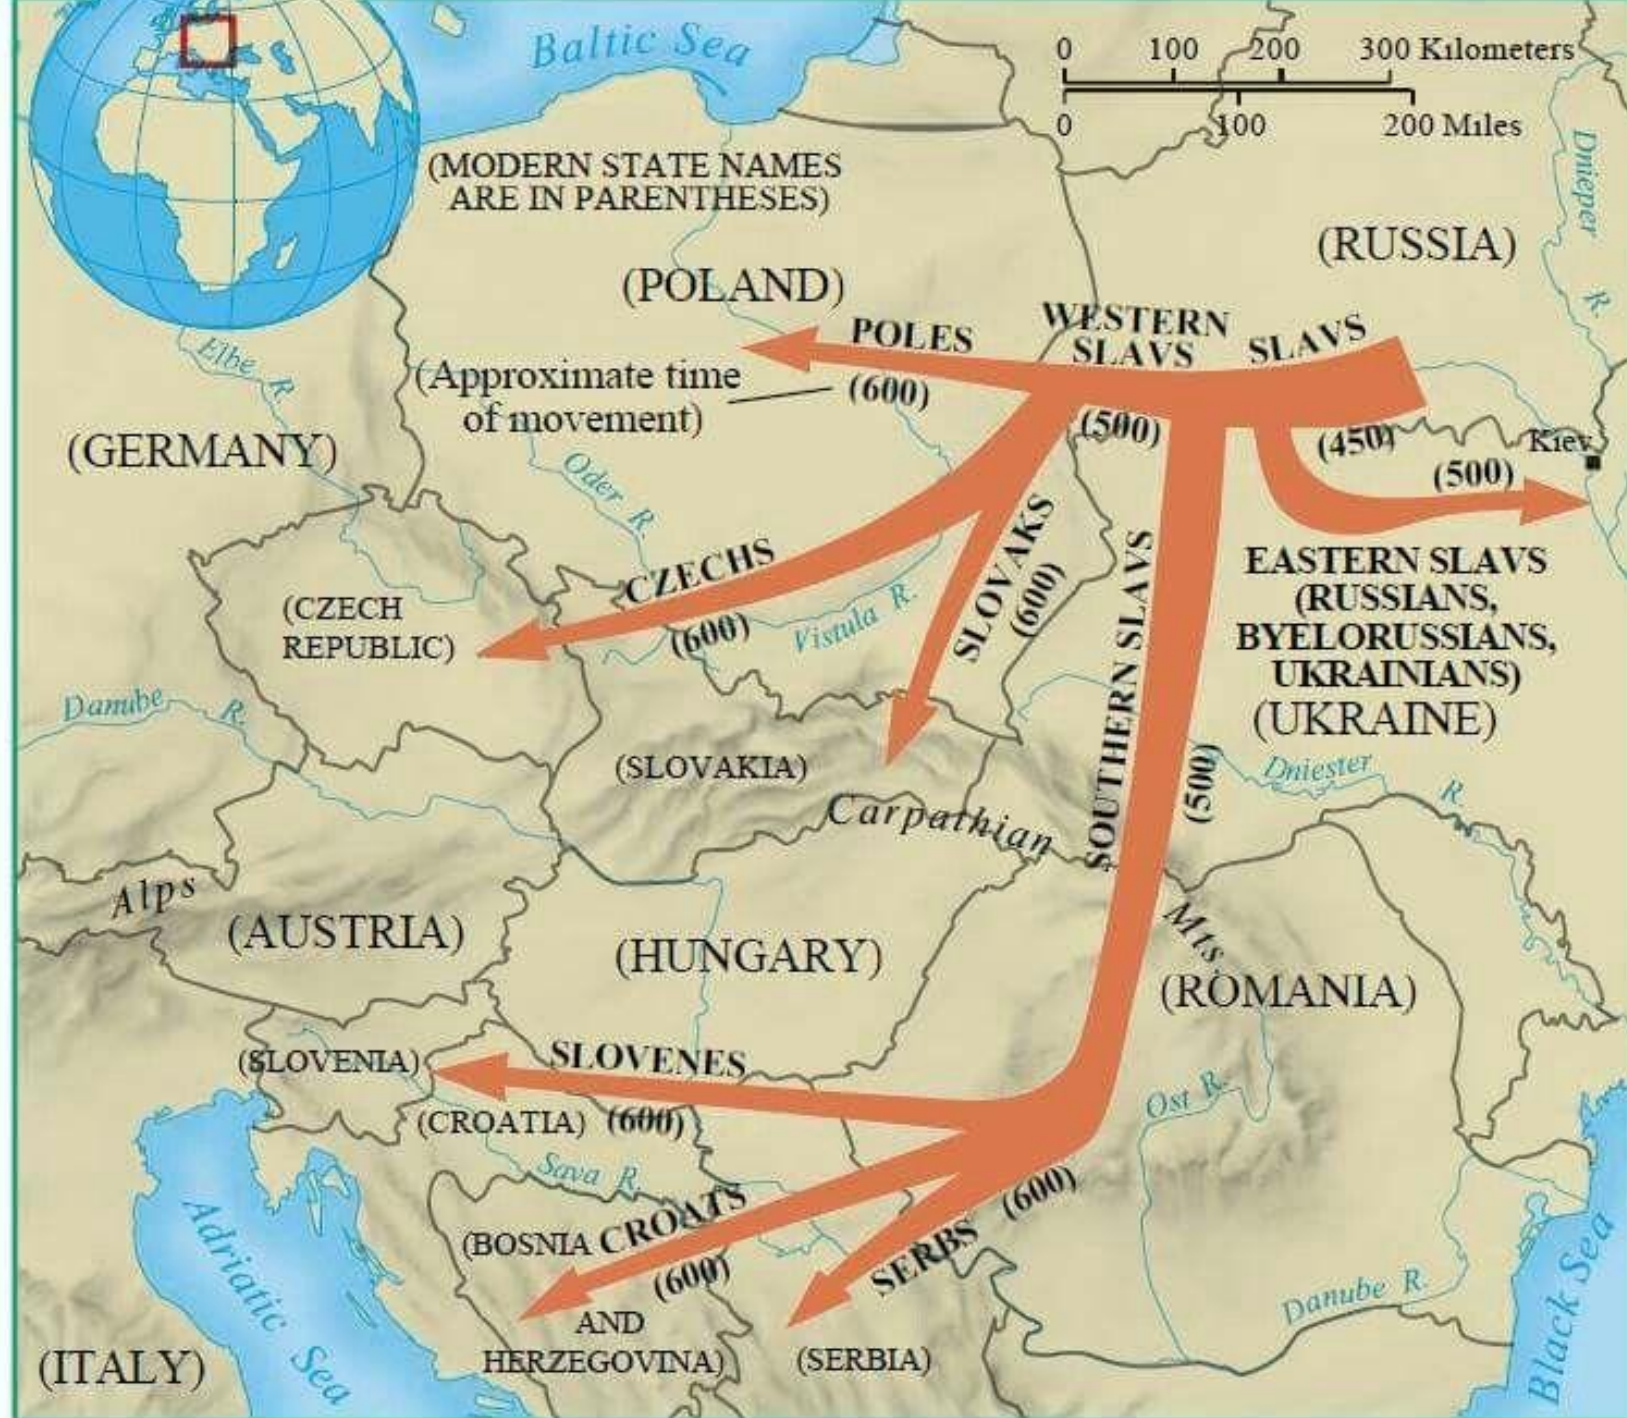 Baltic Sea
0 100 200 300 Kilometers
0 100 200 Miles
Dnieper
R.
(MODERN STATE NAMES
ARE IN PARENTHESES)
(RUSSIA)
(POLAND)
WESTERN
SLAVS
SLAVS
POLES
(600)
(Approximate time
of movement)
Elbe R.
(GERMANY)
(500)
(450)
Kiev
(500)
Oder R.
CZECHS
(600)
SLOVAKS
(600)
Vistula R.
SOUTHERN SLAVS
(500)
EASTERN SLAVS
(RUSSIANS,
BYELORUSSIANS,
UKRAINIANS)
(UKRAINE)
(CZECH
REPUBLIC)
Danube R.
(SLOVAKIA)
Dniester R.
Carpathian
Mts.
Alps
(AUSTRIA)
(HUNGARY)
(ROMANIA)
(SLOVENIA)
SLOVENES
(600)
(CROATIA)
Ost R.
Sava R.
CROATS
(600)
SERBS
(600)
(BOSNIA
AND
HERZEGOVINA)
(SERBIA)
Adriatic Sea
(ITALY)
Danube R.
Black Sea